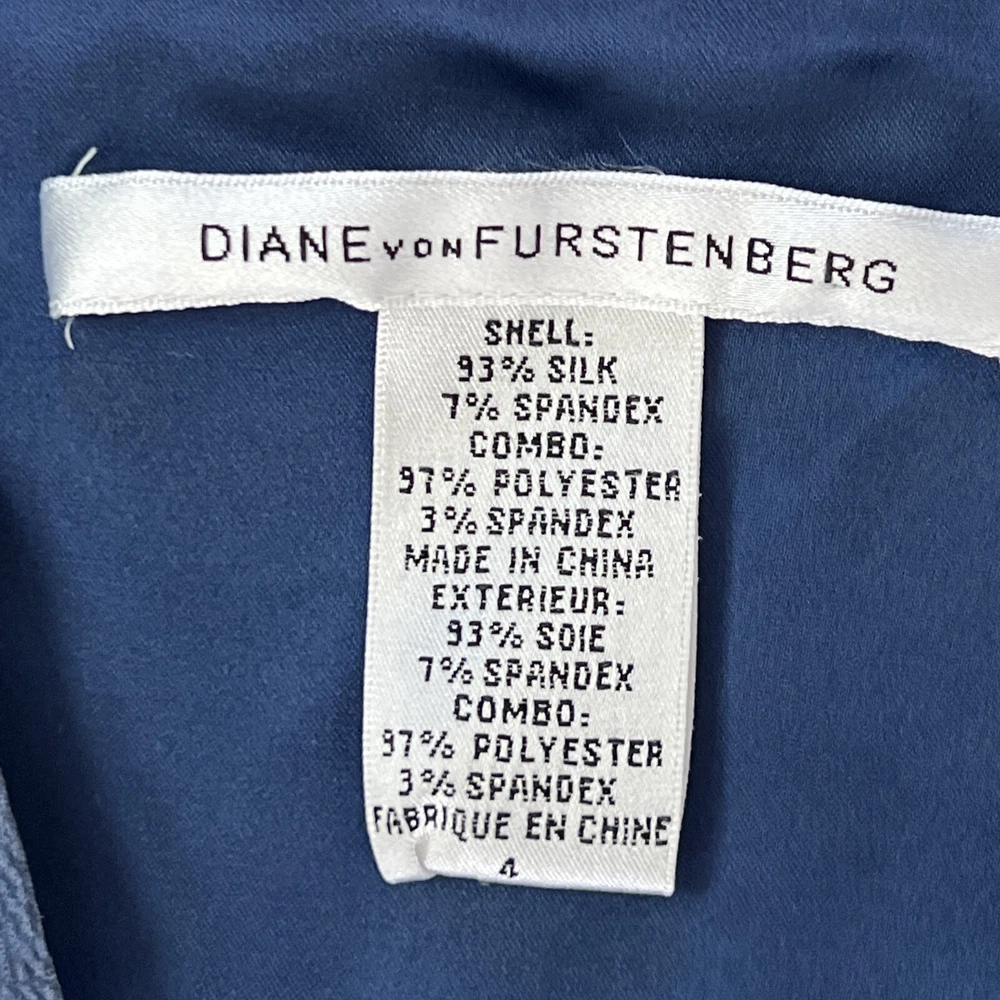 DIANE VON FURSTENBERG
SHELL:
93% SILK
7% SPANDEX
COMBO:
97% POLYESTER
3% SPANDEX
MADE IN CHINA
EXTERIEUR:
93% SOIE
7% SPANDEX
COMBO:
97% POLYESTER
3% SPANDEX
FABRIQUE EN CHINE
4